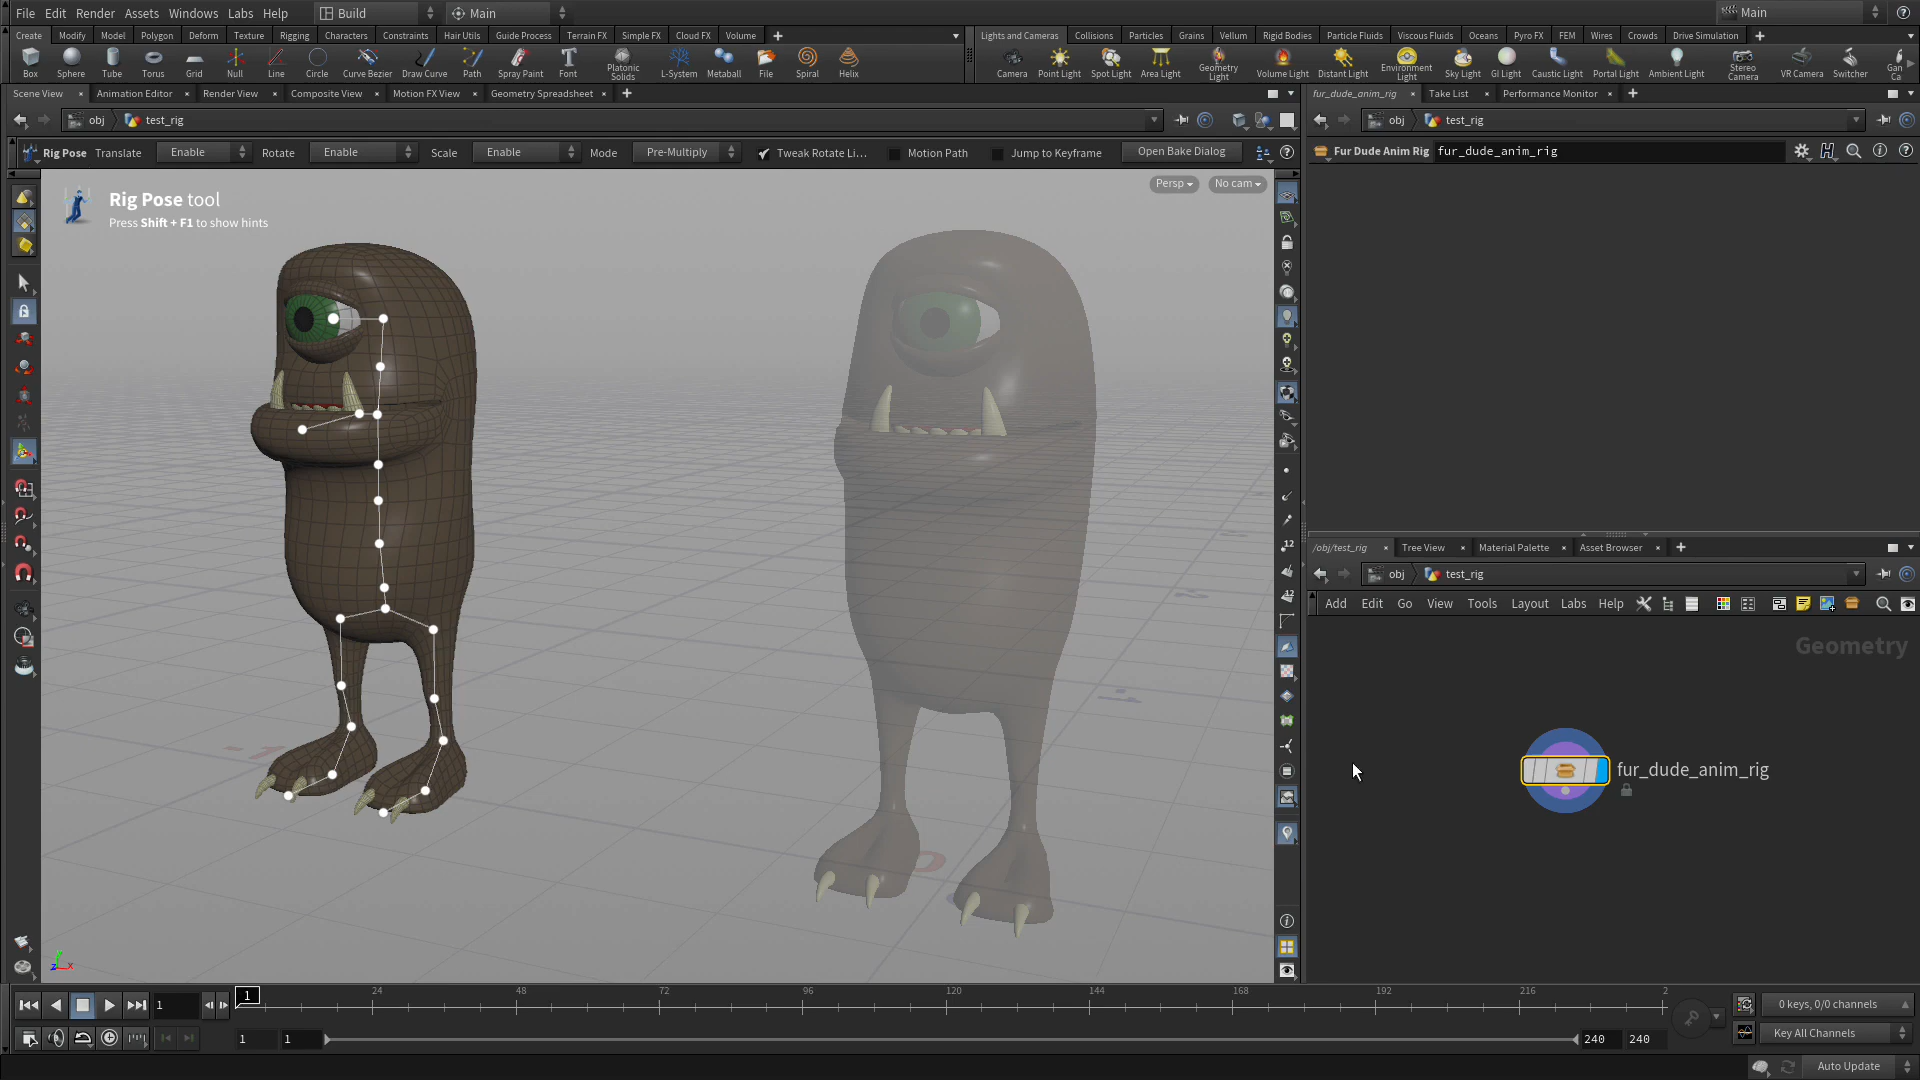 File Edit Render Assets Windows Labs Help Build Main Main
Create Modify Model Polygon Deform Texture Rigging Characters Constraints Hair Utils Guide Process Terrain FX Simple FX Cloud FX Volume
Lights and Cameras Collisions Particles Grains Vellum Rigid Bodies Particle Fluids Viscous Fluids Oceans Pyro FX FEM Wires Crowds Drive Simulation
Box Sphere Tube Torus Grid Null Line Circle Curve Bezier Draw Curve Path Spray Paint Font Platonic Solids L-System Metaball File Spiral Helix
Camera Point Light Spot Light Area Light Geometry Light Volume Light Distant Light Environment Light Sky Light GI Light Caustic Light Portal Light Ambient Light Stereo Camera VR Camera Switcher Gan Ca
Scene View Animation Editor Render View Composite View Motion FX View Geometry Spreadsheet
fur_dude_anim_rig Take List Performance Monitor
obj test_rig
obj test_rig
Rig Pose Translate Enable Rotate Enable Scale Enable Mode Pre-Multiply Tweak Rotate Li... Motion Path Jump to Keyframe Open Bake Dialog
Fur Dude Anim Rig fur_dude_anim_rig
Rig Pose tool
Press Shift + F1 to show hints
Persp No cam
12
12
-1
0
/obj/test_rig Tree View Material Palette Asset Browser
obj test_rig
Add Edit Go View Tools Layout Labs Help
Geometry
fur_dude_anim_rig
1 1 24 48 72 96 120 144 168 192 216 2
0 keys, 0/0 channels
1 1 240 240
Key All Channels
Auto Update